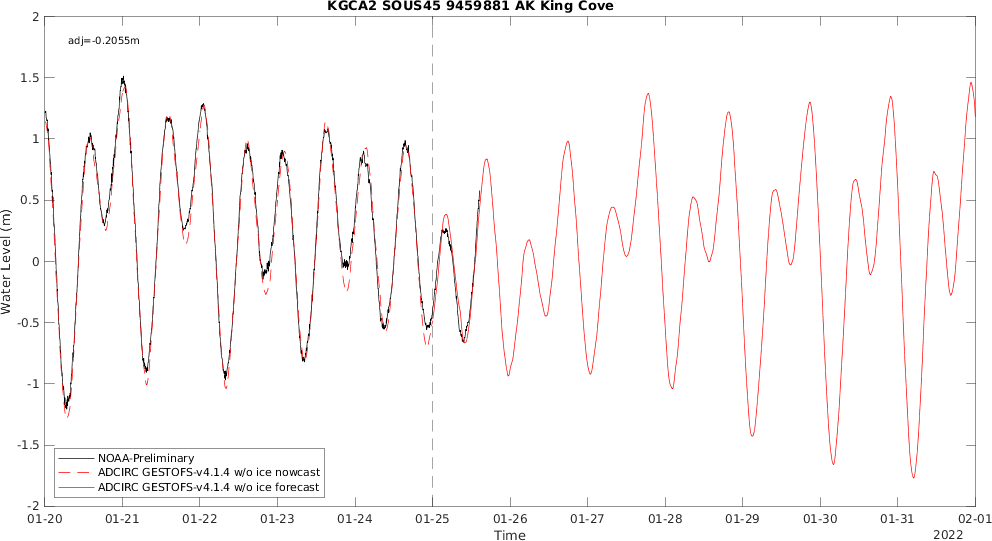 KGCA2 SOUS45 9459881 AK King Cove
adj=-0.2055m
Water Level (m)
2
1.5
1
0.5
0
-0.5
-1
-1.5
-2
NOAA-Preliminary
ADCIRC GESTOFS-v4.1.4 w/o ice nowcast
ADCIRC GESTOFS-v4.1.4 w/o ice forecast
01-20 01-21 01-22 01-23 01-24 01-25 01-26 01-27 01-28 01-29 01-30 01-31 02-01
Time
2022